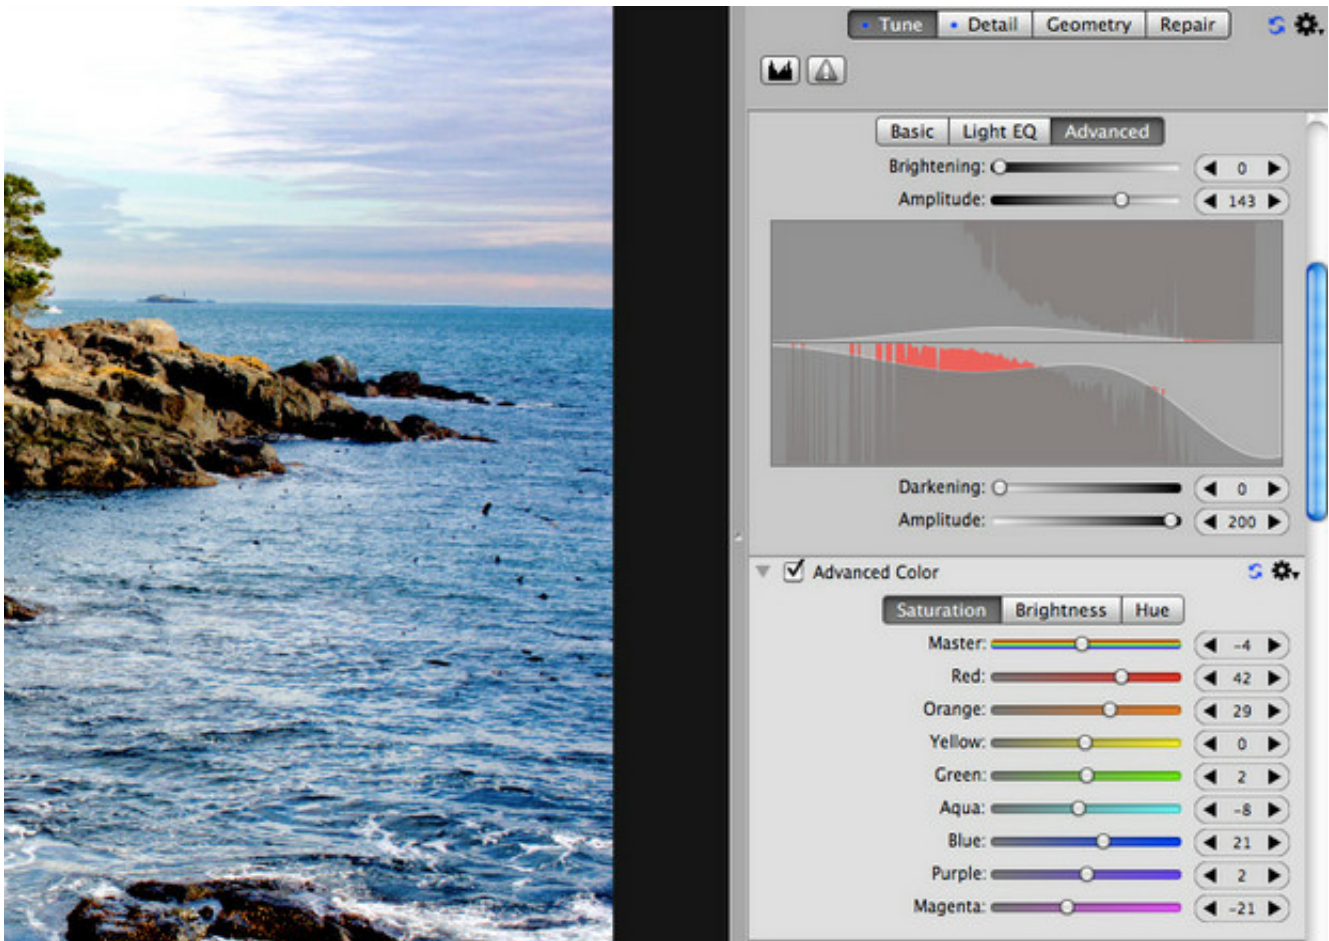 Tune Detail Geometry Repair
Basic Light EQ Advanced
Brightening: 0
Amplitude: 143
Darkening: 0
Amplitude: 200
Advanced Color
Saturation Brightness Hue
Master: -4
Red: 42
Orange: 29
Yellow: 0
Green: 2
Aqua: -8
Blue: 21
Purple: 2
Magenta: -21